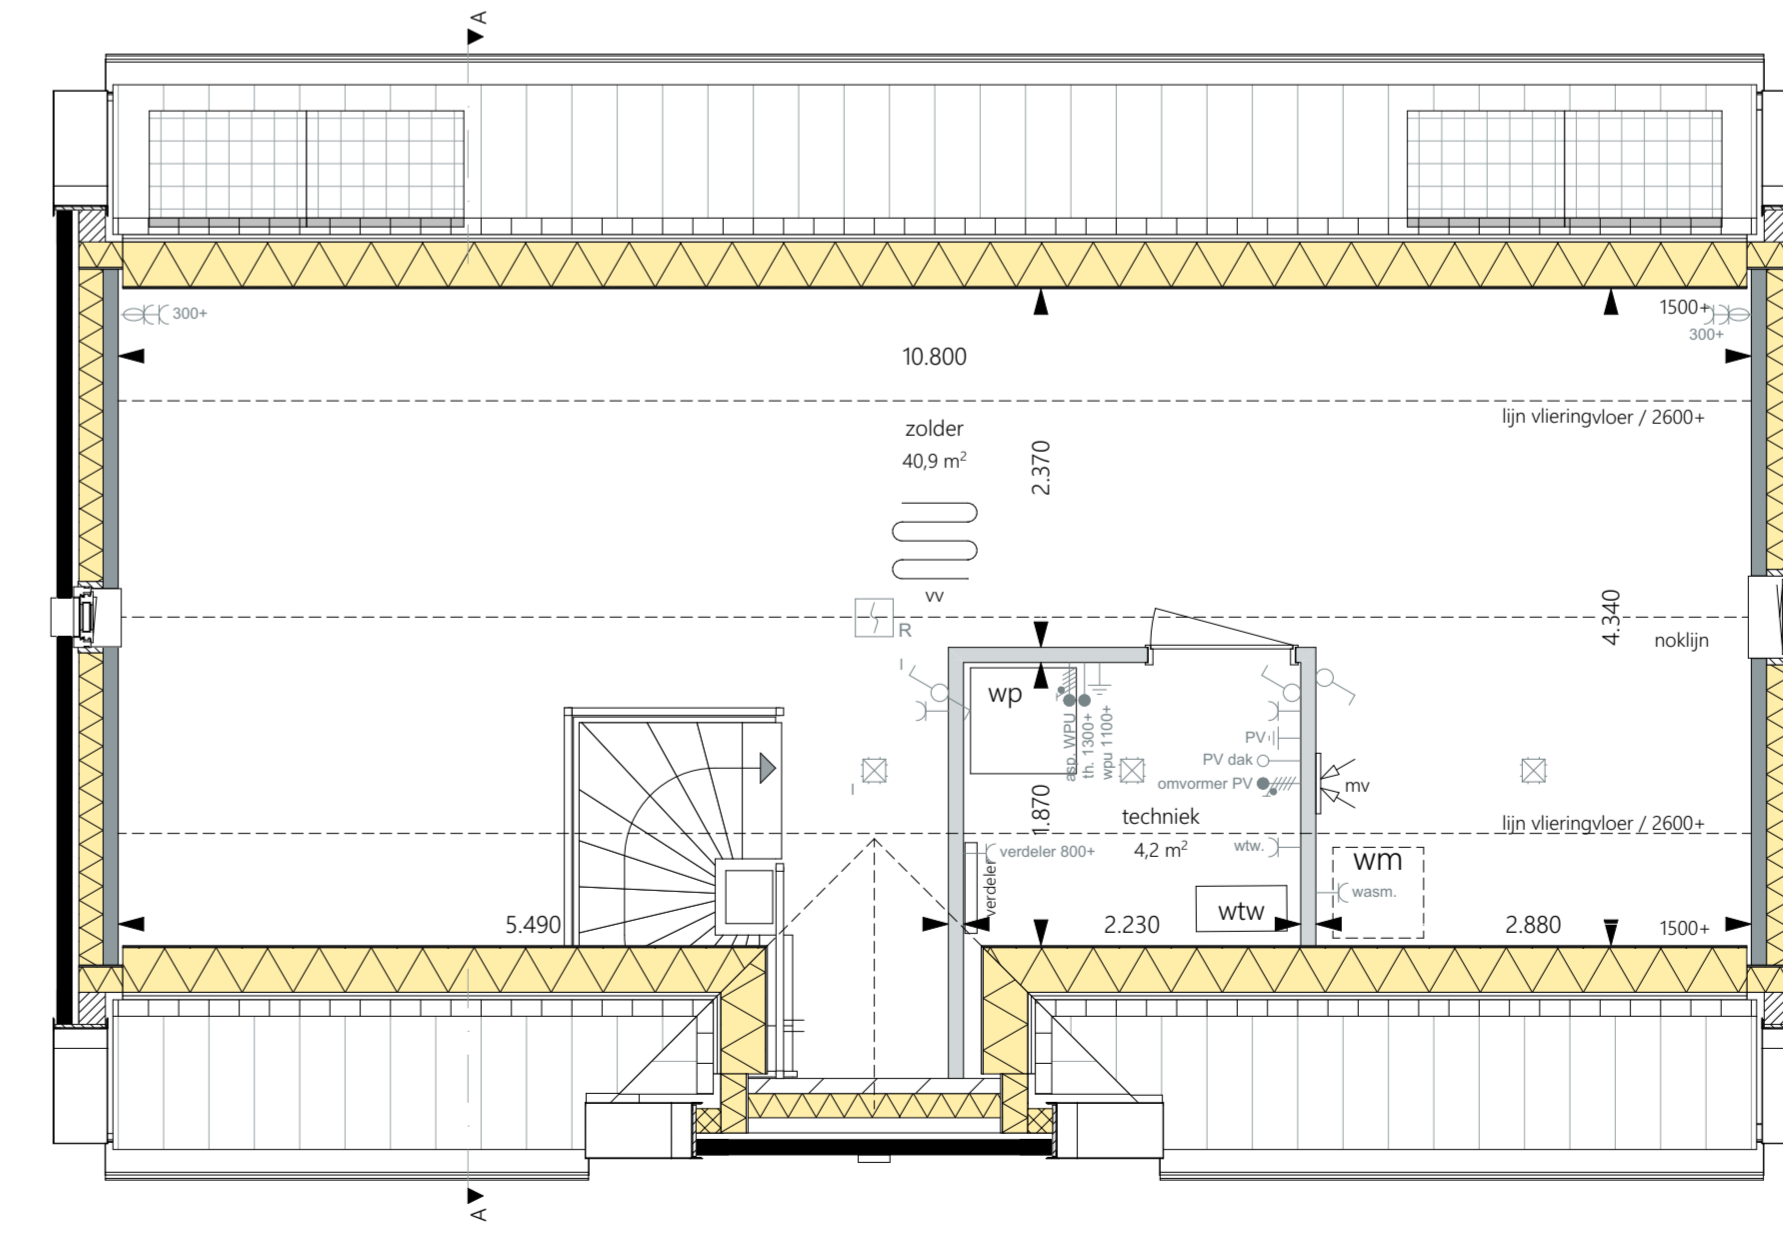 A
300+
1500+
300+
10.800
lijn vlieringvloer / 2600+
zolder
40,9 m²
2.370
vv
R
4.340
noklijn
wp
asp. WPU
th. 1300+
wpu 1100+
PV
PV dak
omvormer PV
mv
1.870
techniek
4,2 m²
lijn vlieringvloer / 2600+
verdeler 800+
wtw.
verdeler
wm
wasm.
wtw
5.490
2.230
2.880
1500+
A